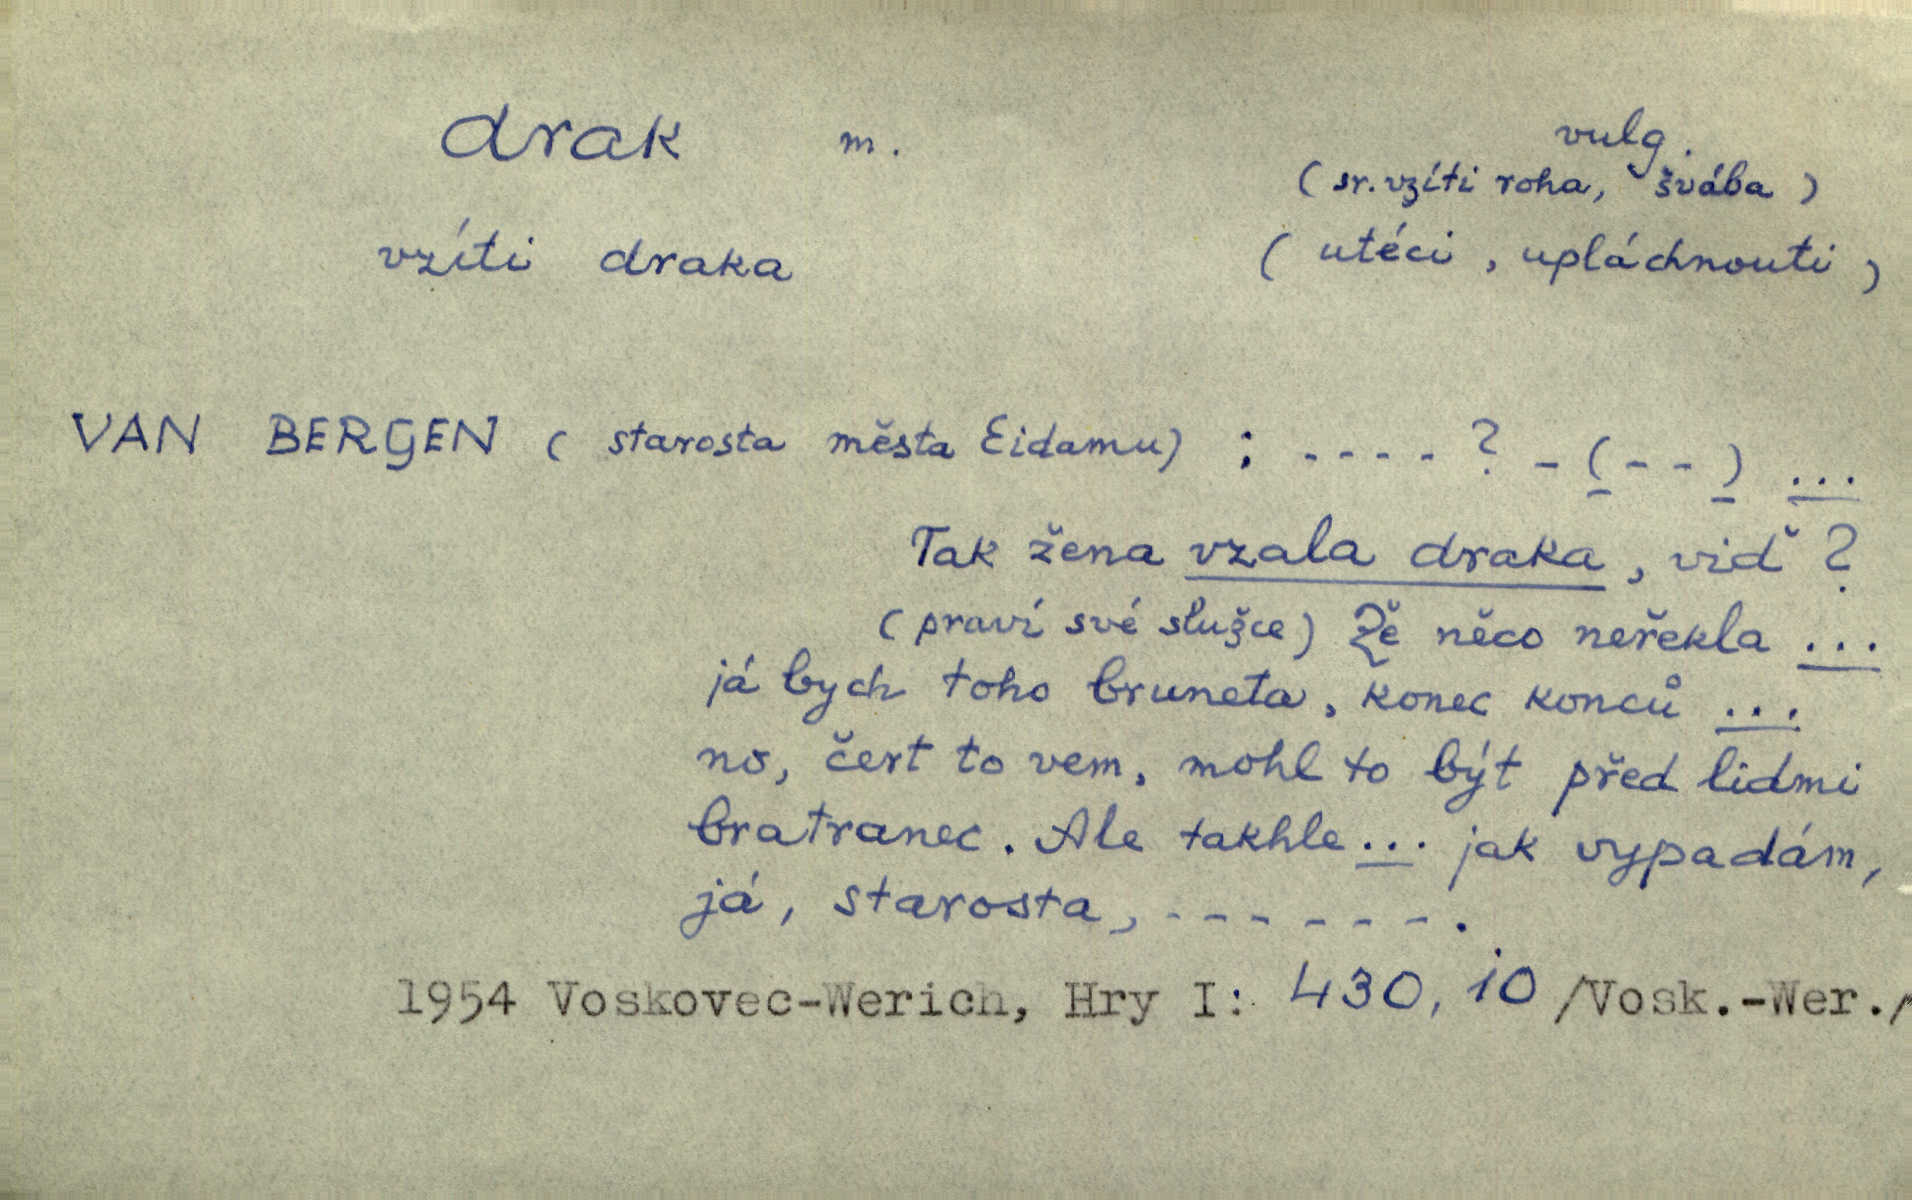 drak m. vulg.
(sr. vzíti roha, švába)
vzíti draka (utéci, upláchnouti)
VAN BERGEN (starosta města Eidamu) : - - - - ? - (- -) ...
Tak žena vzala draka, viď ?
(praví své služce) Že něco neřekla ...
já bych toho bruneta, konec konců ...
no, čert to vem, mohl to být před lidmi
bratranec. Ale takhle ... jak vypadám,
já, starosta, - - - - - - - .
1954 Voskovec-Werich, Hry I: 430, 10 /Vosk.-Wer./